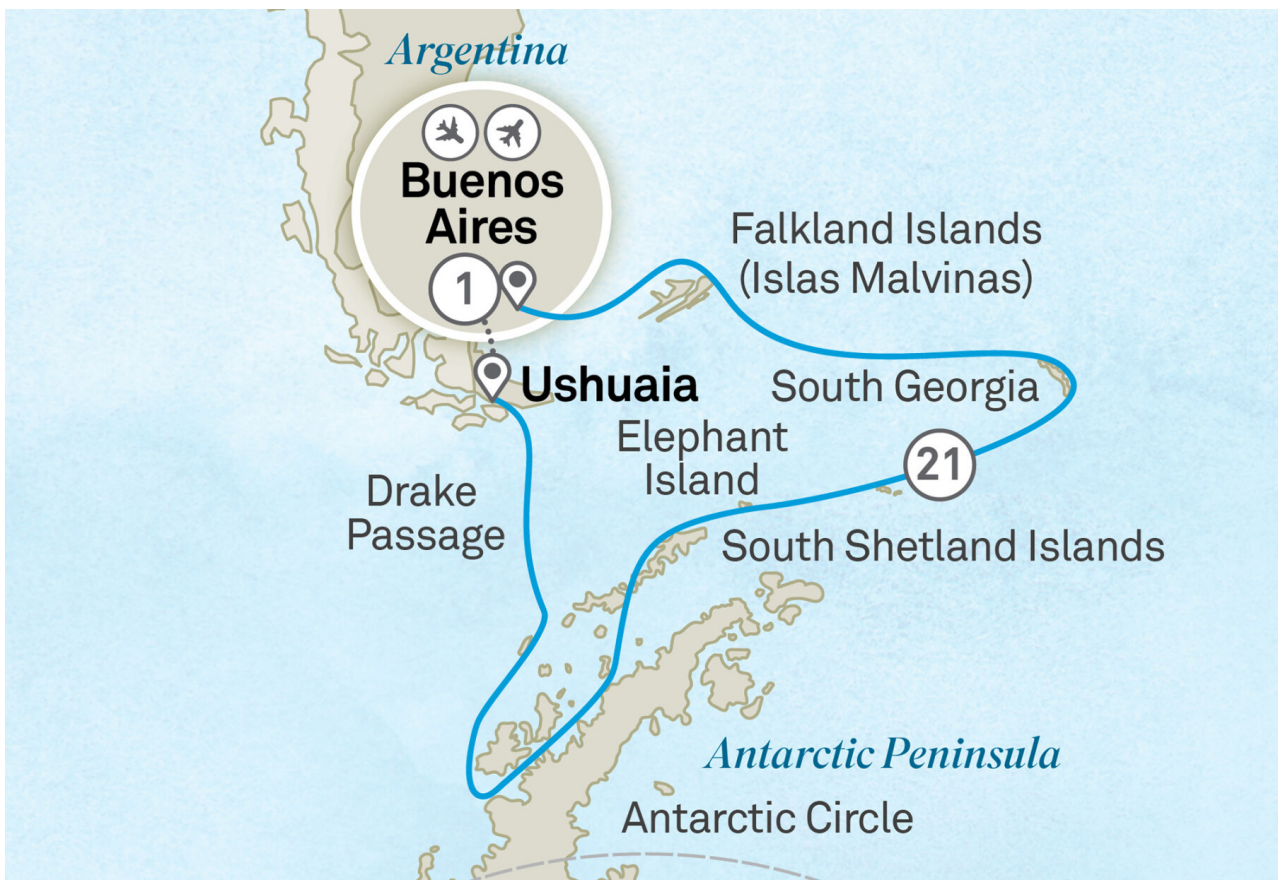 Argentina
Buenos
Aires
1
Falkland Islands
(Islas Malvinas)
Ushuaia
South Georgia
Elephant
Island
21
Drake
Passage
South Shetland Islands
Antarctic Peninsula
Antarctic Circle